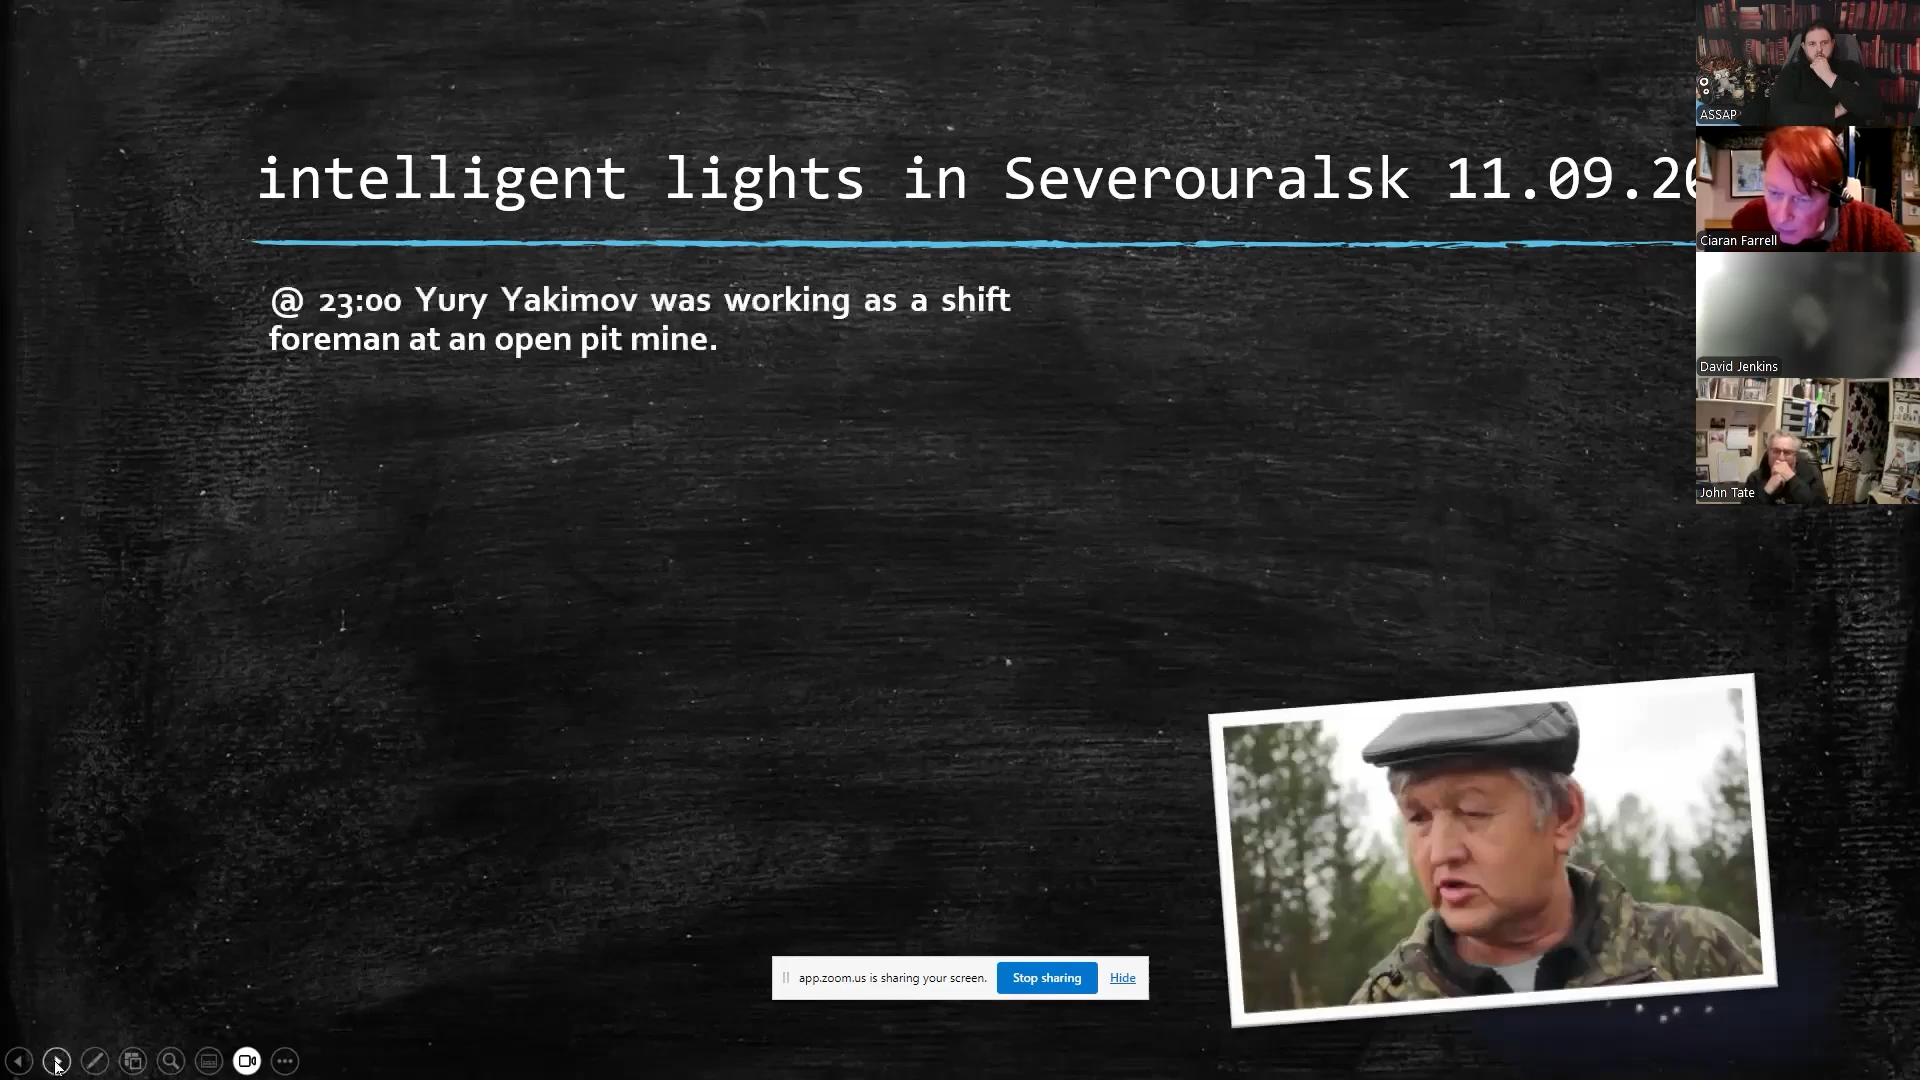 intelligent lights in Severouralsk 11.09.20
@ 23:00 Yury Yakimov was working as a shift
foreman at an open pit mine.
ASSAP
Ciaran Farrell
David Jenkins
John Tate
app.zoom.us is sharing your screen.
Stop sharing
Hide